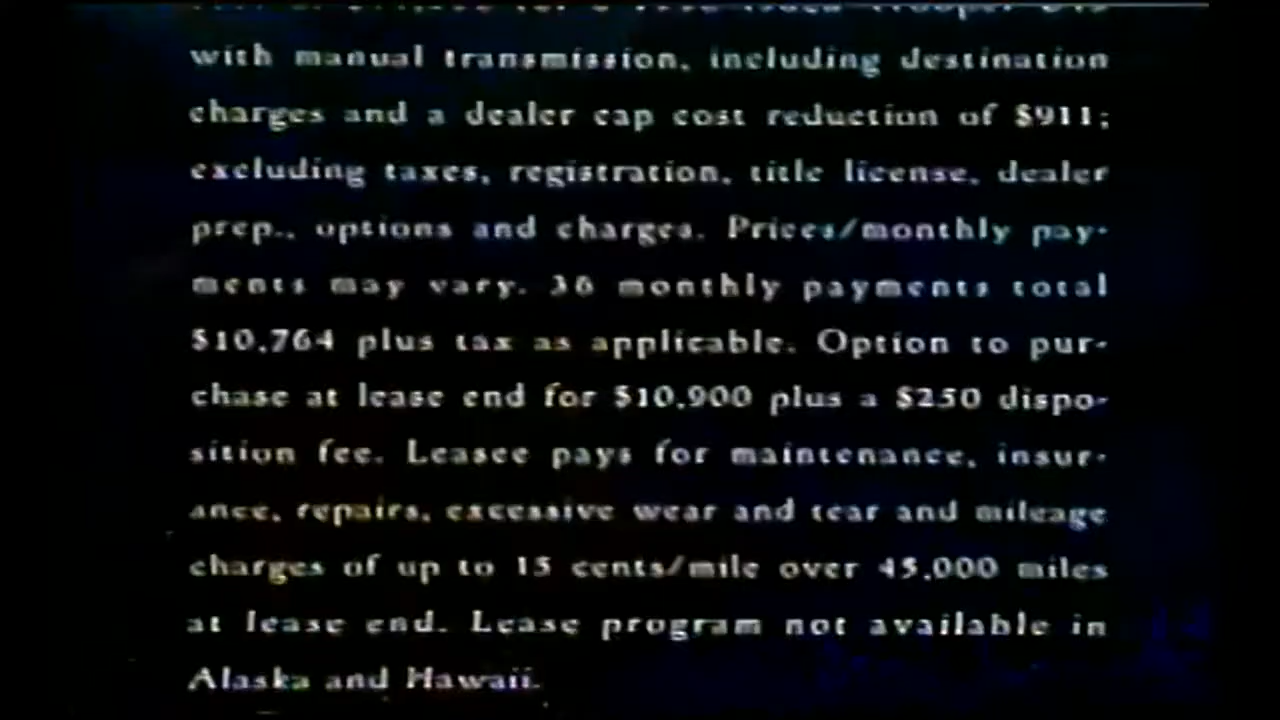 with manual transmission, including destination
charges and a dealer cap cost reduction of $911;
excluding taxes, registration, title license, dealer
prep., options and charges. Prices/monthly pay-
ments may vary. 36 monthly payments total
$10,764 plus tax as applicable. Option to pur-
chase at lease end for $10,900 plus a $250 dispo-
sition fee. Leasee pays for maintenance, insur-
ance, repairs, excessive wear and tear and mileage
charges of up to 15 cents/mile over 45,000 miles
at lease end. Lease program not available in
Alaska and Hawaii.